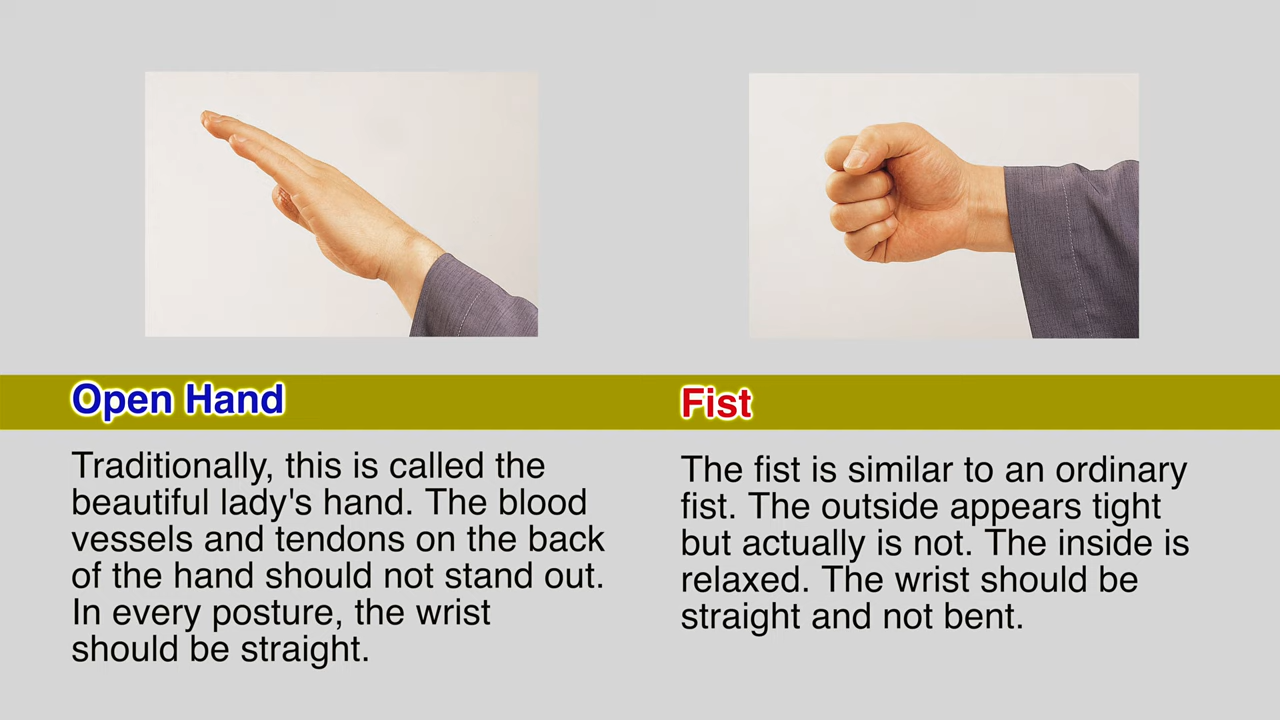 Open Hand
Traditionally, this is called the
beautiful lady's hand. The blood
vessels and tendons on the back
of the hand should not stand out.
In every posture, the wrist
should be straight.
Fist
The fist is similar to an ordinary
fist. The outside appears tight
but actually is not. The inside is
relaxed. The wrist should be
straight and not bent.